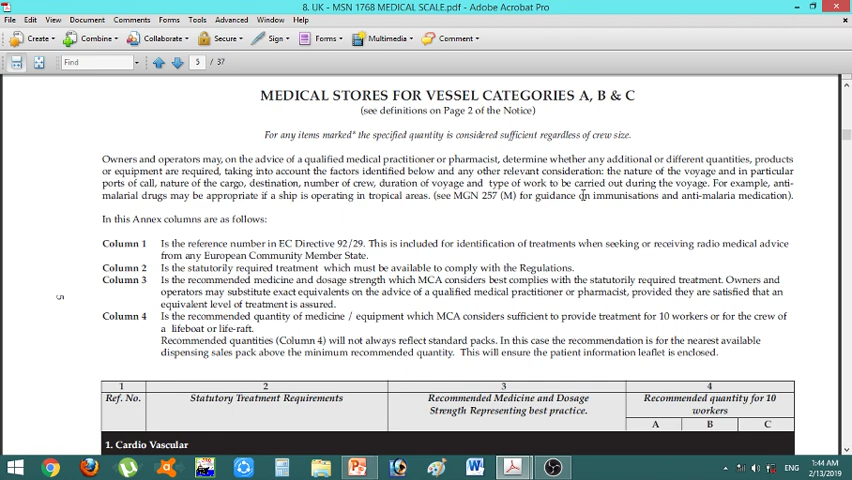 8. UK - MSN 1768 MEDICAL SCALE.pdf - Adobe Acrobat Pro
File Edit View Document Comments Forms Tools Advanced Window Help
Create Combine Collaborate Secure Sign Forms Multimedia Comment
Find 5 / 37
MEDICAL STORES FOR VESSEL CATEGORIES A, B & C
(see definitions on Page 2 of the Notice)
For any items marked* the specified quantity is considered sufficient regardless of crew size.
Owners and operators may, on the advice of a qualified medical practitioner or pharmacist, determine whether any additional or different quantities, products
or equipment are required, taking into account the factors identified below and any other relevant consideration: the nature of the voyage and in particular
ports of call, nature of the cargo, destination, number of crew, duration of voyage and type of work to be carried out during the voyage. For example, anti-
malarial drugs may be appropriate if a ship is operating in tropical areas. (see MGN 257 (M) for guidance on immunisations and anti-malaria medication).
In this Annex columns are as follows:
Column 1 Is the reference number in EC Directive 92/29. This is included for identification of treatments when seeking or receiving radio medical advice
from any European Community Member State.
Column 2 Is the statutorily required treatment which must be available to comply with the Regulations.
Column 3 Is the recommended medicine and dosage strength which MCA considers best complies with the statutorily required treatment. Owners and
operators may substitute exact equivalents on the advice of a qualified medical practitioner or pharmacist, provided they are satisfied that an
equivalent level of treatment is assured.
5
Column 4 Is the recommended quantity of medicine / equipment which MCA considers sufficient to provide treatment for 10 workers or for the crew of
a lifeboat or life-raft.
Recommended quantities (Column 4) will not always reflect standard packs. In this case the recommendation is for the nearest available
dispensing sales pack above the minimum recommended quantity. This will ensure the patient information leaflet is enclosed.
1 2 3 4
Ref. No. Statutory Treatment Requirements Recommended Medicine and Dosage Recommended quantity for 10
Strength Representing best practice. workers
A B C
1. Cardio Vascular
ENG
1:44 AM
2/13/2019